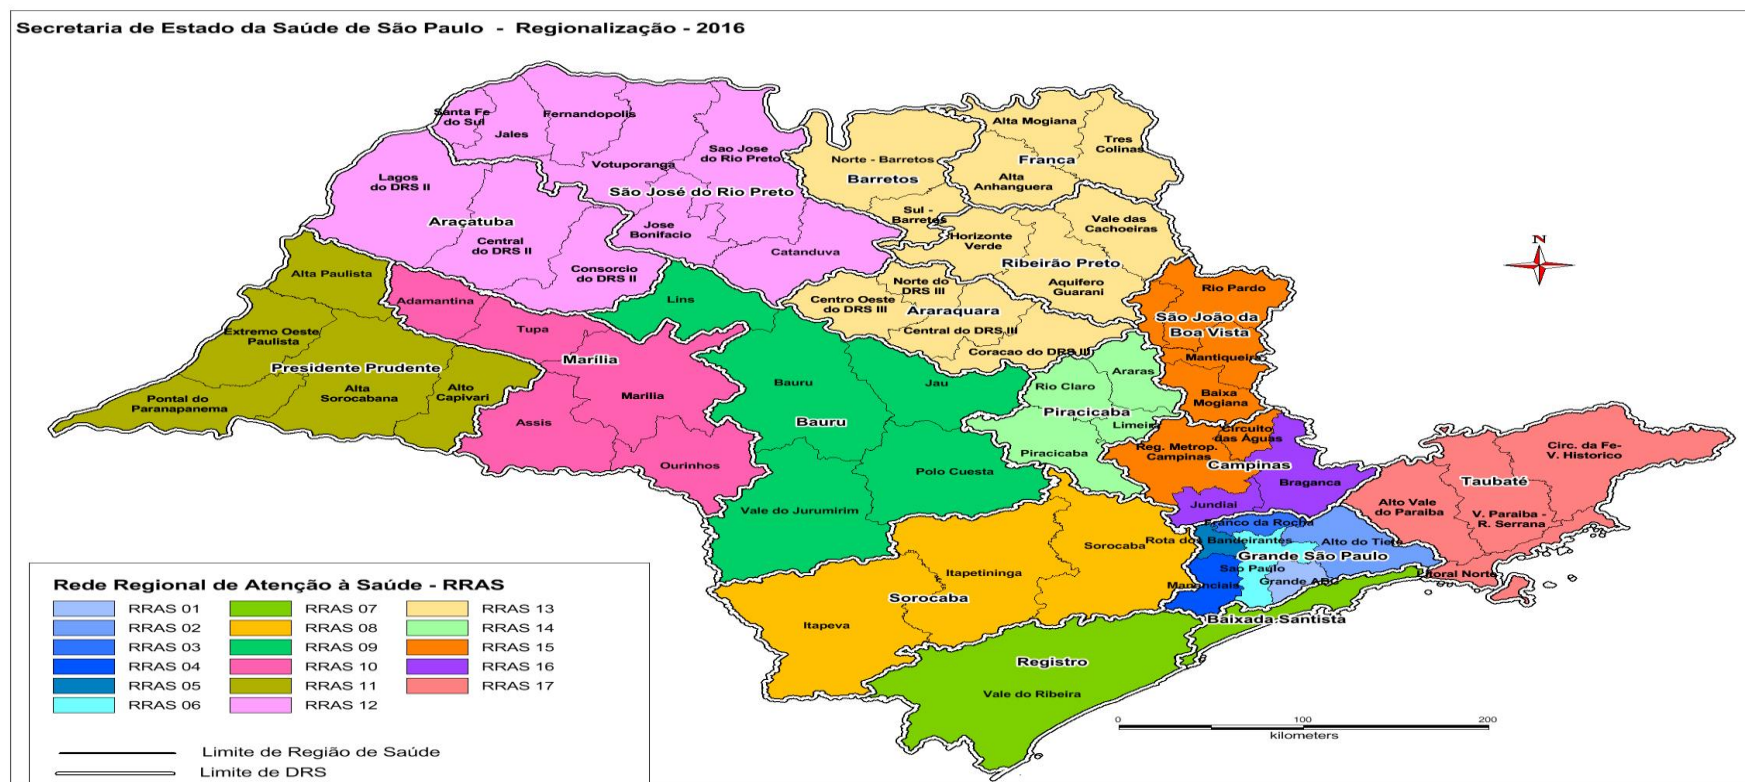 Secretaria de Estado da Saúde de São Paulo - Regionalização - 2016
Santa Fe
do Sul
Jales
Fernandopolis
Votuporanga
Sao Jose
do Rio Preto
São José do Rio Preto
Jose
Bonifacio
Catanduva
Lagos
do DRS II
Araçatuba
Central
do DRS II
Consorcio
do DRS II
Norte - Barretos
Barretos
Sul -
Barretos
Alta Mogiana
Tres
Colinas
Franca
Alta
Anhanguera
Horizonte
Verde
Vale das
Cachoeiras
Ribeirão Preto
Aquifero
Guarani
Norte do
DRS III
Centro Oeste
do DRS III
Araraquara
Central do DRS III
Coracao do DRS III
N
Alta Paulista
Extremo Oeste
Paulista
Presidente Prudente
Pontal do
Paranapanema
Alta
Sorocabana
Alto
Capivari
Adamantina
Tupa
Marília
Marilia
Assis
Ourinhos
Lins
Bauru
Jau
Bauru
Polo Cuesta
Vale do Jurumirim
Rio Pardo
São João da
Boa Vista
Mantiqueira
Baixa
Mogiana
Araras
Rio Claro
Piracicaba
Limeira
Piracicaba
Circuito
das Águas
Reg. Metrop.
Campinas
Campinas
Braganca
Jundiaí
Circ. da Fe-
V. Historico
Taubaté
Alto Vale
do Paraiba
V. Paraiba -
R. Serrana
Litoral Norte
Franco da Rocha
Rota dos Bandeirantes
Alto do Tiete
Grande São Paulo
Sao Paulo
Grande ABC
Mananciais
Baixada Santista
Sorocaba
Itapetininga
Sorocaba
Itapeva
Registro
Vale do Ribeira
0 100 200
kilometers
Rede Regional de Atenção à Saúde - RRAS
RRAS 01 RRAS 07 RRAS 13
RRAS 02 RRAS 08 RRAS 14
RRAS 03 RRAS 09 RRAS 15
RRAS 04 RRAS 10 RRAS 16
RRAS 05 RRAS 11 RRAS 17
RRAS 06 RRAS 12
Limite de Região de Saúde
Limite de DRS